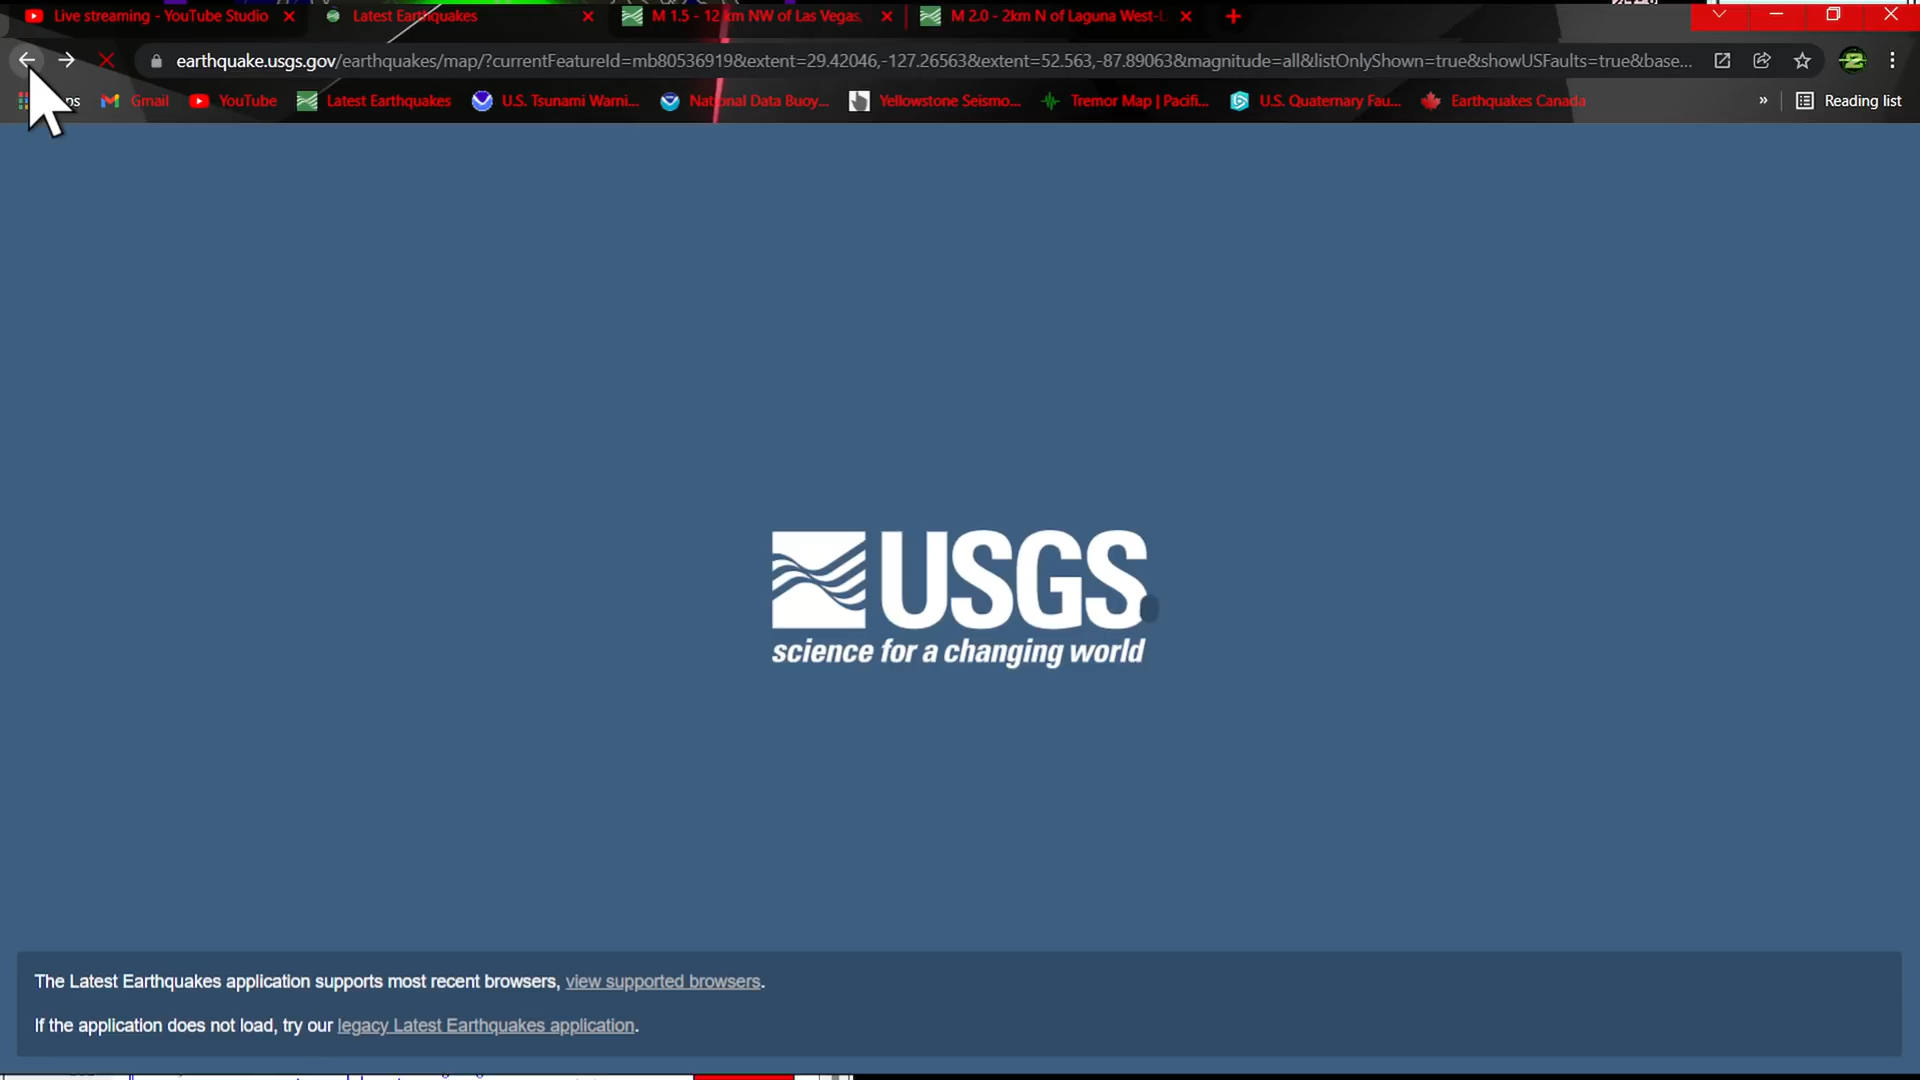 Live streaming - YouTube Studio
Latest Earthquakes
M 1.5 - 12 km NW of Las Vegas,
M 2.0 - 2km N of Laguna West-L
earthquake.usgs.gov/earthquakes/map/?currentFeatureId=mb80536919&extent=29.42046,-127.26563&extent=52.563,-87.89063&magnitude=all&listOnlyShown=true&showUSFaults=true&base...
Gmail
YouTube
Latest Earthquakes
U.S. Tsunami Warni...
National Data Buoy...
Yellowstone Seismo...
Tremor Map | Pacifi...
U.S. Quaternary Fau...
Earthquakes Canada
»
Reading list
USGS
science for a changing world
The Latest Earthquakes application supports most recent browsers, view supported browsers.
If the application does not load, try our legacy Latest Earthquakes application.